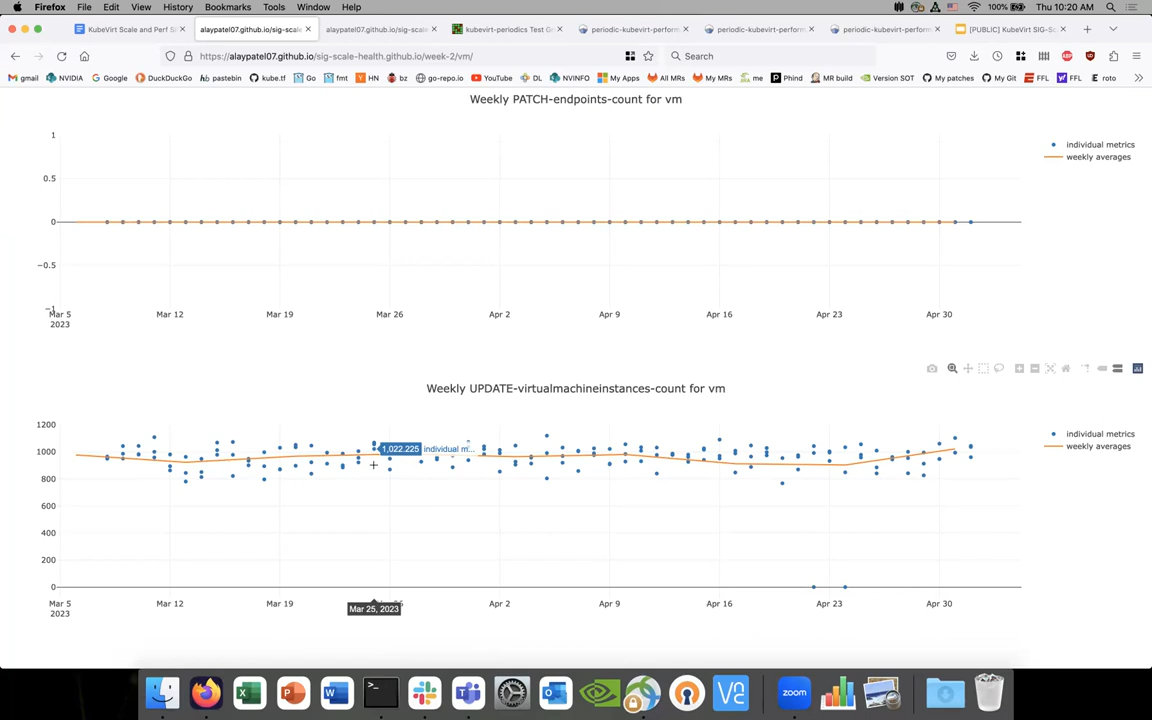 Firefox File Edit View History Bookmarks Tools Window Help 100% Thu 10:20 AM
KubeVirt Scale and Perf S alaypatel07.github.io/sig-scale alaypatel07.github.io/sig-scale kubevirt-periodics Test G periodic-kubevirt-perform periodic-kubevirt-perform periodic-kubevirt-perform [PUBLIC] KubeVirt SIG-Sc
https://alaypatel07.github.io/sig-scale-health.github.io/week-2/vm/ Search
gmail NVIDIA Google DuckDuckGo pastebin kube.tf Go FMT HN bz go-repo.io YouTube DL NVINFO My Apps All MRs My MRs me Phind MR build Version SOT My patches My Git FFL FFL roto
Weekly PATCH-endpoints-count for vm
individual metrics
weekly averages
1
0.5
0
−0.5
−1
Mar 5 Mar 12 Mar 19 Mar 26 Apr 2 Apr 9 Apr 16 Apr 23 Apr 30
2023
Weekly UPDATE-virtualmachineinstances-count for vm
individual metrics
weekly averages
1200
1000
800
600
400
200
0
1,022.225 individual m...
Mar 5 Mar 12 Mar 19 Apr 2 Apr 9 Apr 16 Apr 23 Apr 30
2023
Mar 25, 2023
zoom